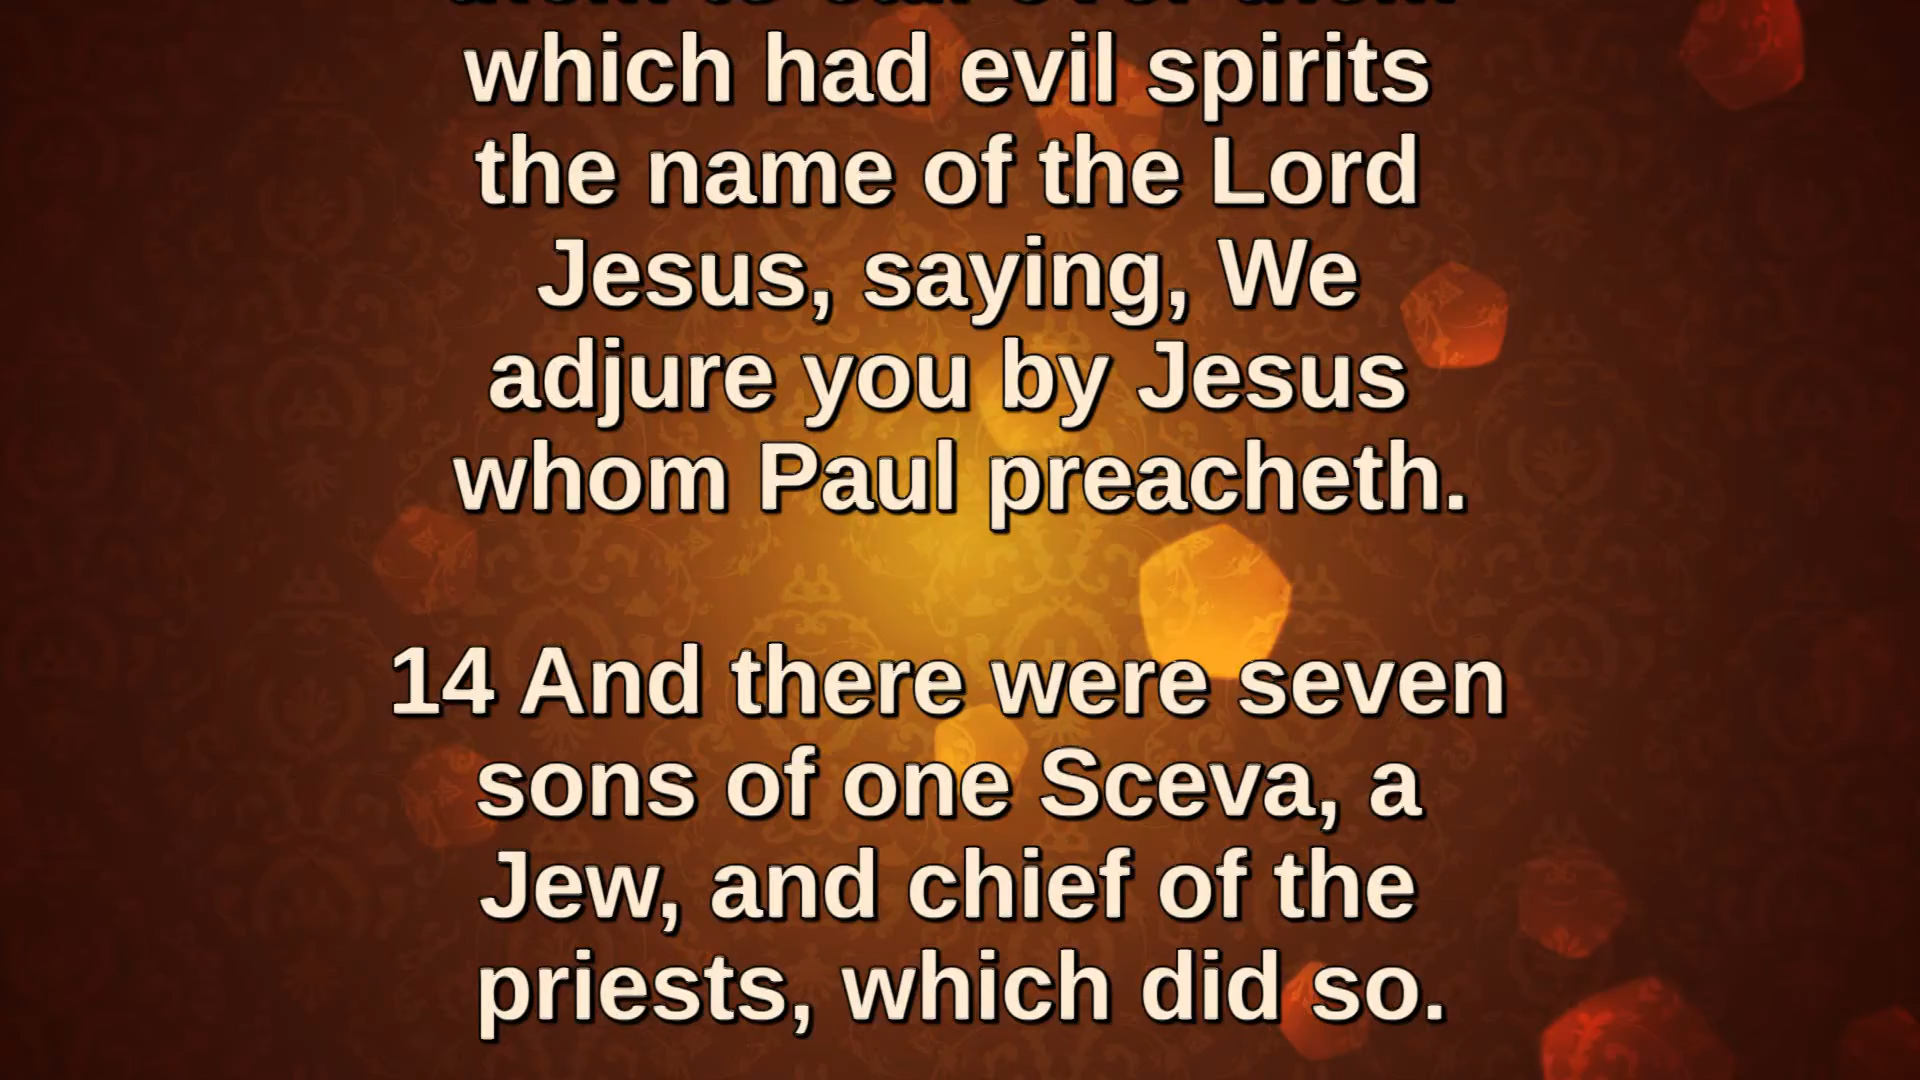 which had evil spirits
the name of the Lord
Jesus, saying, We
adjure you by Jesus
whom Paul preacheth.
14 And there were seven
sons of one Sceva, a
Jew, and chief of the
priests, which did so.